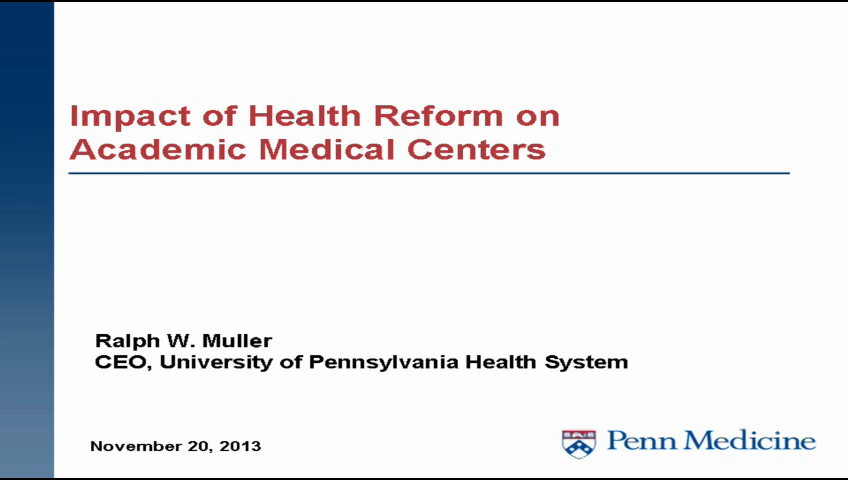 Impact of Health Reform on
Academic Medical Centers
Ralph W. Muller
CEO, University of Pennsylvania Health System
November 20, 2013
Penn Medicine